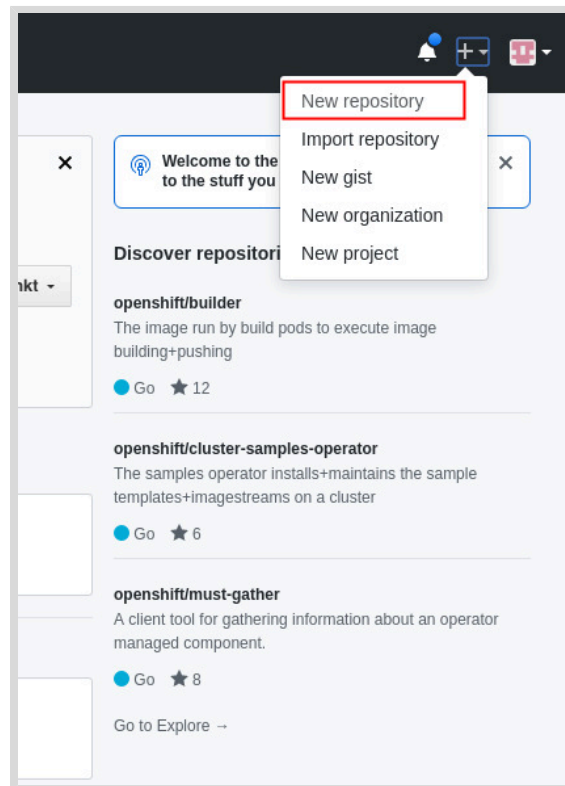 New repository
Import repository
New gist
New organization
New project
Welcome to the
to the stuff you
Discover repositori
nkt
openshift/builder
The image run by build pods to execute image
building+pushing
Go 12
openshift/cluster-samples-operator
The samples operator installs+maintains the sample
templates+imagestreams on a cluster
Go 6
openshift/must-gather
A client tool for gathering information about an operator
managed component.
Go 8
Go to Explore →